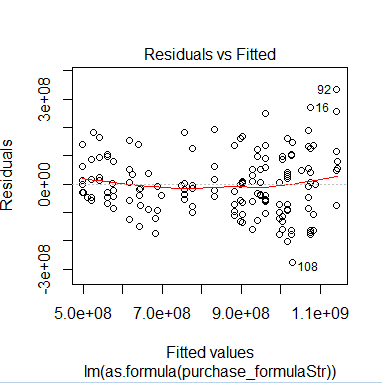 Residuals vs Fitted
Residuals
3e+08
0e+00
-3e+08
92
16
108
5.0e+08 7.0e+08 9.0e+08 1.1e+09
Fitted values
lm(as.formula(purchase_formulaStr))